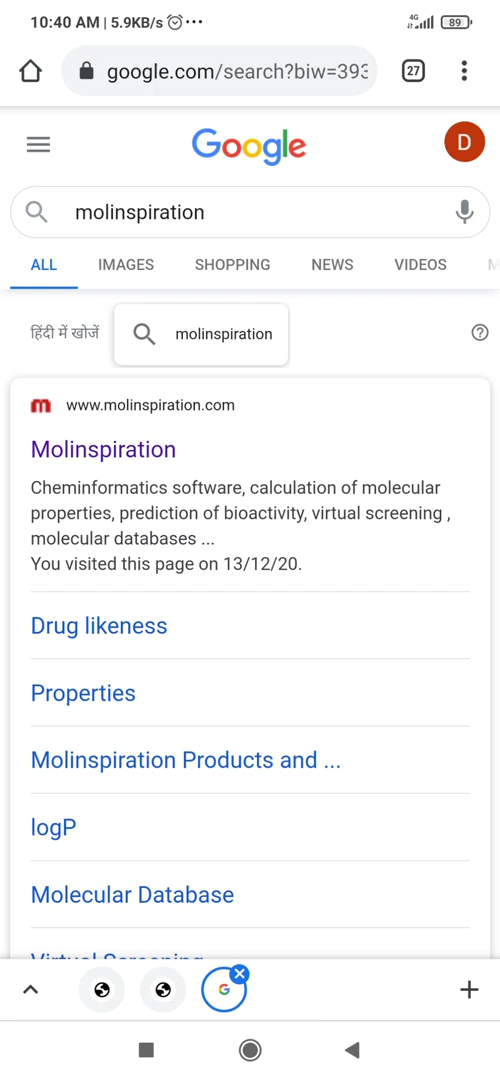 10:40 AM | 5.9KB/s ... 4G 89
google.com/search?biw=393 27
Google D
molinspiration
ALL IMAGES SHOPPING NEWS VIDEOS
हिंदी में खोजें molinspiration
www.molinspiration.com
Molinspiration
Cheminformatics software, calculation of molecular
properties, prediction of bioactivity, virtual screening ,
molecular databases ...
You visited this page on 13/12/20.
Drug likeness
Properties
Molinspiration Products and ...
logP
Molecular Database
Virtual Screening